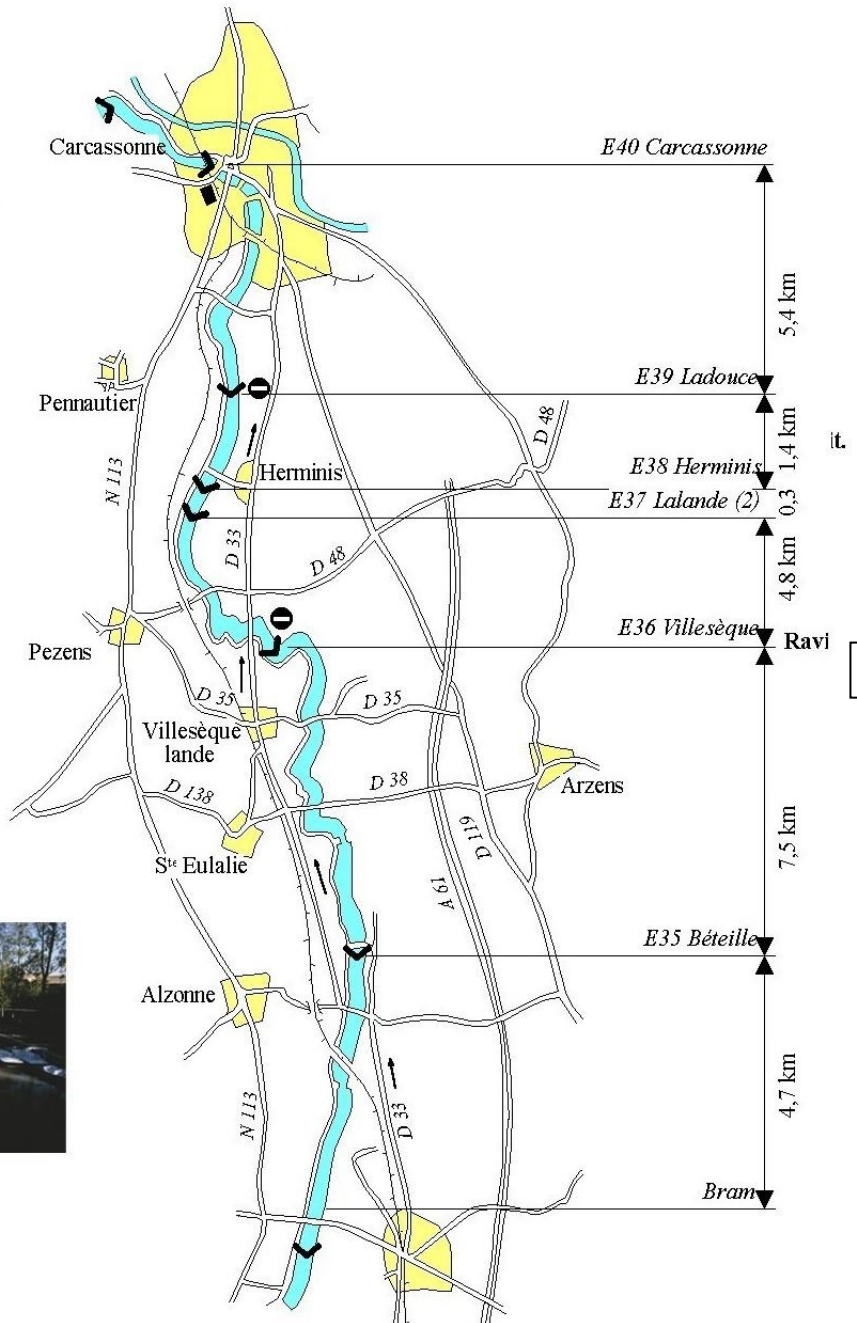 E40 Carcassonne
Carcassonne
5,4 km
E39 Ladouce
Pennautier
D 48
1,4 km
it.
E38 Herminis
Herminis
N 113
E37 Lalande (2)
0,3
D 33
D 48
4,8 km
E36 Villesèque
Ravi
Pezens
D 35
D 35
Villesèque
lande
D 138
D 38
Arzens
Ste Eulalie
D 119
A 61
7,5 km
E35 Béteille
Alzonne
N 113
D 33
4,7 km
Bram